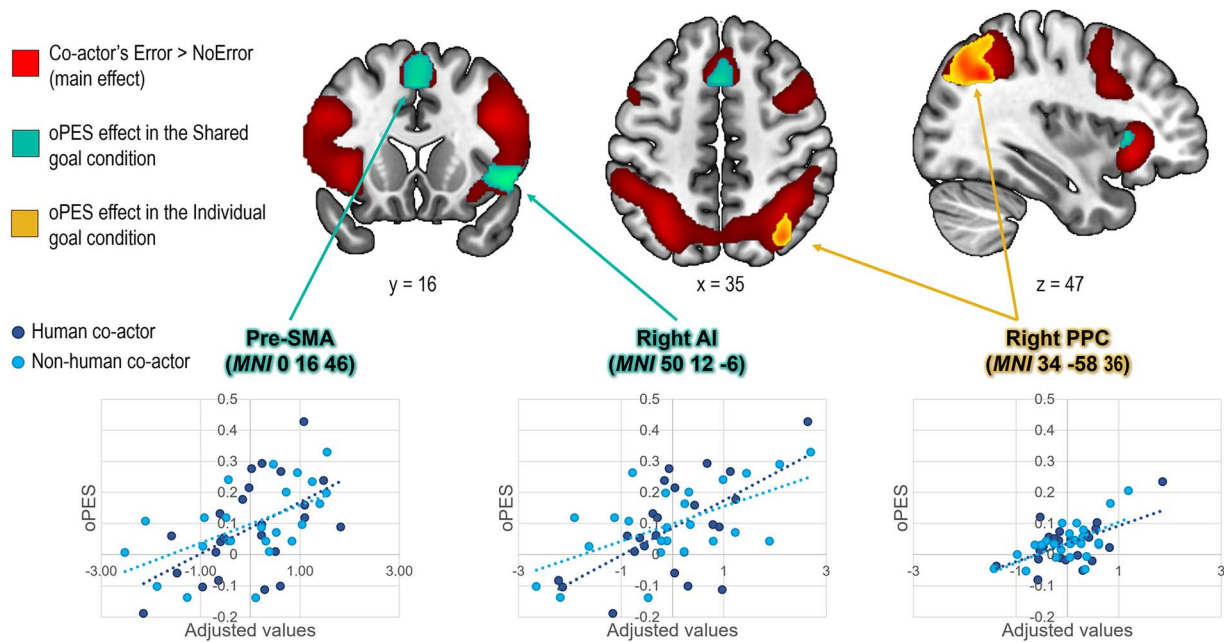 Co-actor's Error > NoError
(main effect)
oPES effect in the Shared
goal condition
oPES effect in the Individual
goal condition
y = 16
x = 35
z = 47
Human co-actor
Non-human co-actor
Pre-SMA
(MNI 0 16 46)
Right AI
(MNI 50 12 -6)
Right PPC
(MNI 34 -58 36)
0.5
0.4
0.3
0.2
0.1
0
-0.1
-0.2
-3.00
-1.00
1.00
3.00
oPES
Adjusted values
0.5
0.4
0.3
0.2
0.1
0
-0.1
-0.2
-3
-1
1
3
oPES
Adjusted values
0.5
0.4
0.3
0.2
0.1
0
-0.1
-0.2
-3
-2
-1
0
1
2
3
oPES
Adjusted values